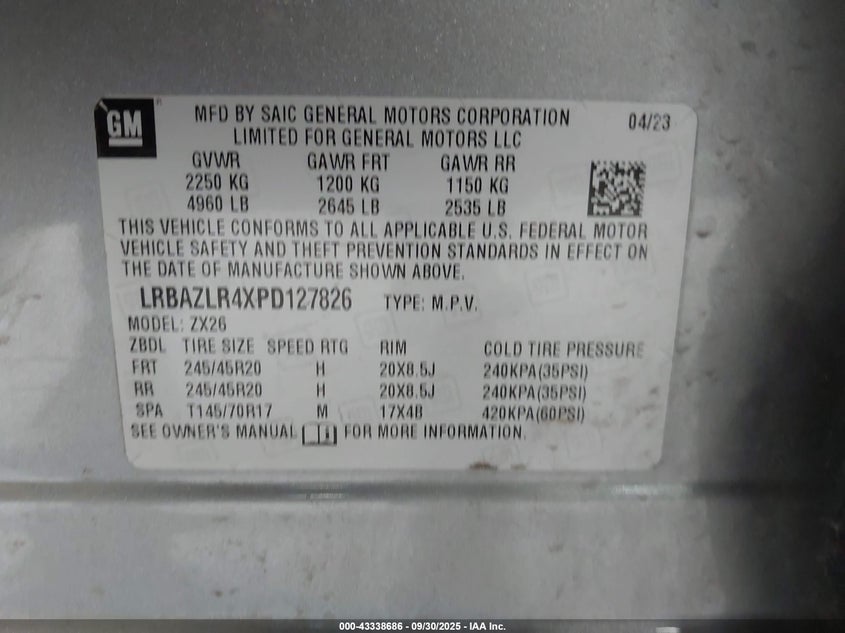 GM
MFD BY SAIC GENERAL MOTORS CORPORATION 04/23
LIMITED FOR GENERAL MOTORS LLC
GVWR GAWR FRT GAWR RR
2250 KG 1200 KG 1150 KG
4960 LB 2645 LB 2535 LB
THIS VEHICLE CONFORMS TO ALL APPLICABLE U.S. FEDERAL MOTOR
VEHICLE SAFETY AND THEFT PREVENTION STANDARDS IN EFFECT ON
THE DATE OF MANUFACTURE SHOWN ABOVE.
LRBAZLR4XPD127826 TYPE: M.P.V.
MODEL: ZX26
ZBDL TIRE SIZE SPEED RTG RIM COLD TIRE PRESSURE
FRT 245/45R20 H 20X8.5J 240KPA(35PSI)
RR 245/45R20 H 20X8.5J 240KPA(35PSI)
SPA T145/70R17 M 17X4B 420KPA(60PSI)
SEE OWNER'S MANUAL FOR MORE INFORMATION.
000-43338686 - 09/30/2025 - IAA Inc.